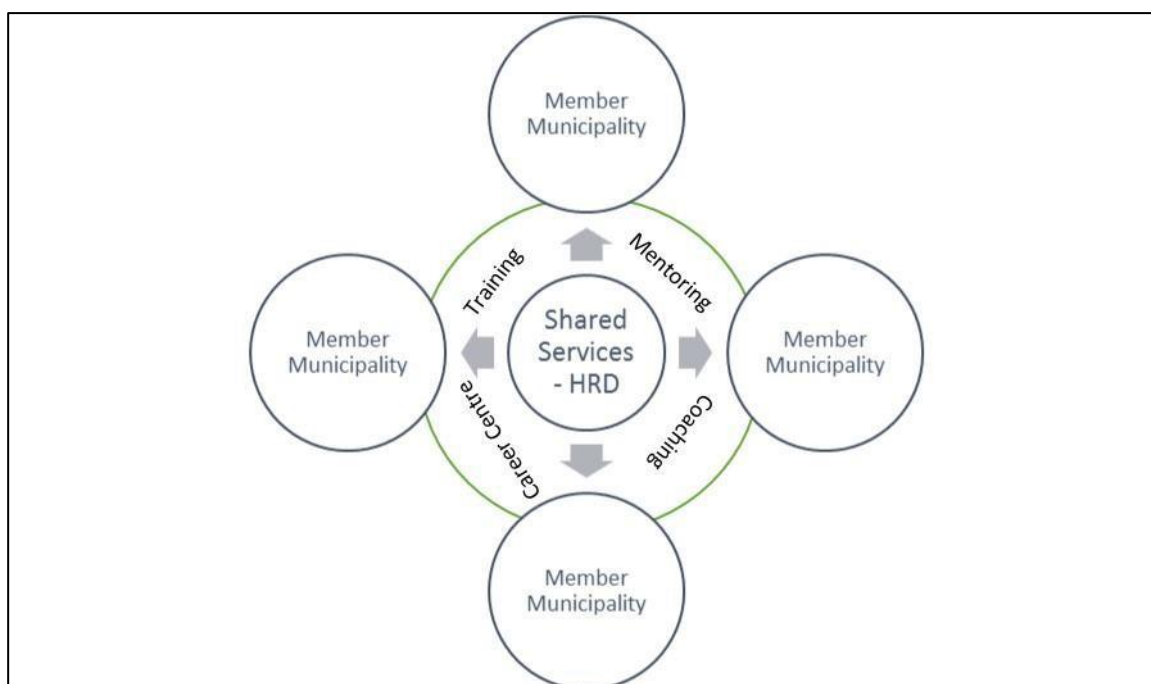 Member
Municipality
Training
Mentoring
Member
Municipality
Shared
Services
- HRD
Member
Municipality
Career Centre
Coaching
Member
Municipality